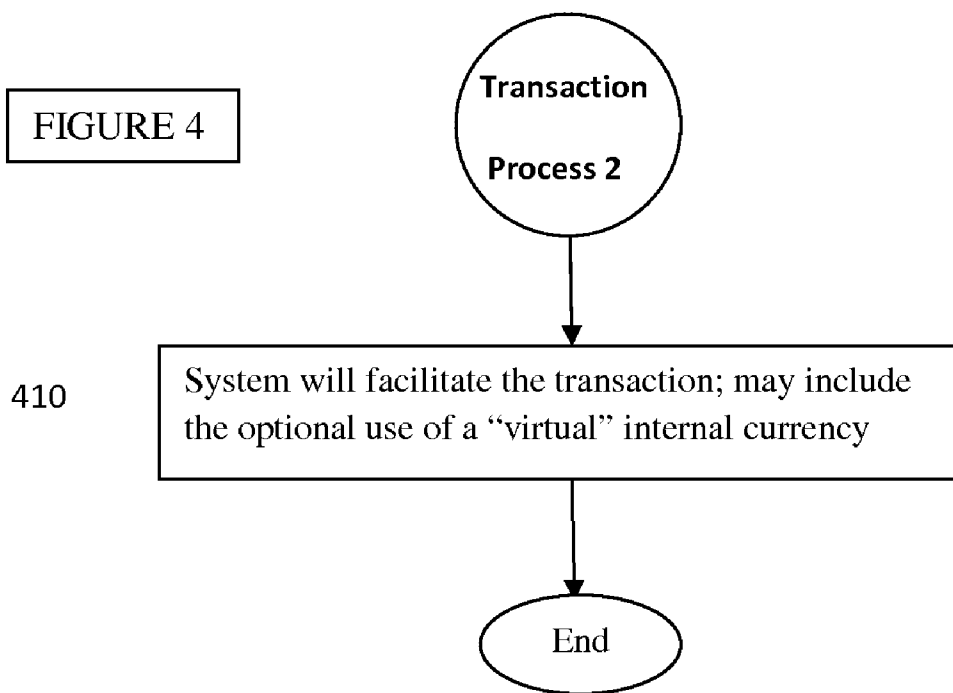 FIGURE 4
Transaction
Process 2
410
System will facilitate the transaction; may include
the optional use of a “virtual” internal currency
End